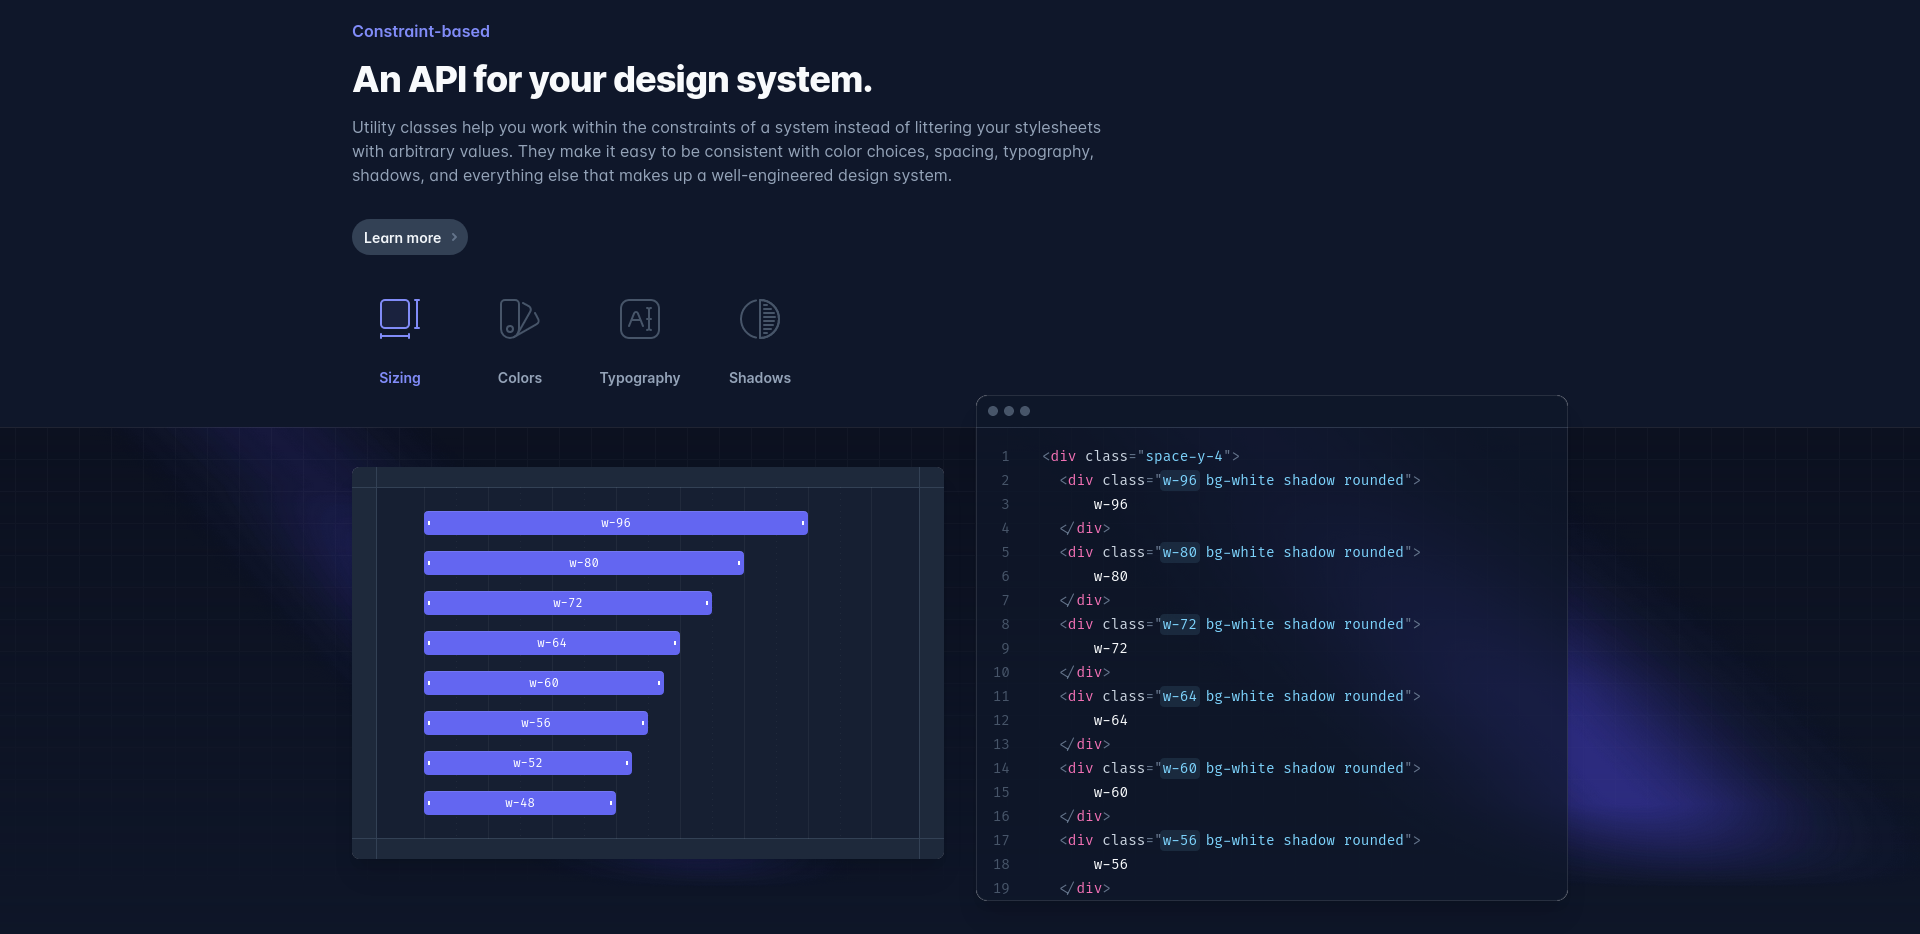 Constraint-based
An API for your design system.
Utility classes help you work within the constraints of a system instead of littering your stylesheets
with arbitrary values. They make it easy to be consistent with color choices, spacing, typography,
shadows, and everything else that makes up a well-engineered design system.
Learn more
Sizing Colors Typography Shadows
w-96
w-80
w-72
w-64
w-60
w-56
w-52
w-48
1 <div class="space-y-4">
2 <div class="w-96 bg-white shadow rounded">
3 w-96
4 </div>
5 <div class="w-80 bg-white shadow rounded">
6 w-80
7 </div>
8 <div class="w-72 bg-white shadow rounded">
9 w-72
10 </div>
11 <div class="w-64 bg-white shadow rounded">
12 w-64
13 </div>
14 <div class="w-60 bg-white shadow rounded">
15 w-60
16 </div>
17 <div class="w-56 bg-white shadow rounded">
18 w-56
19 </div>